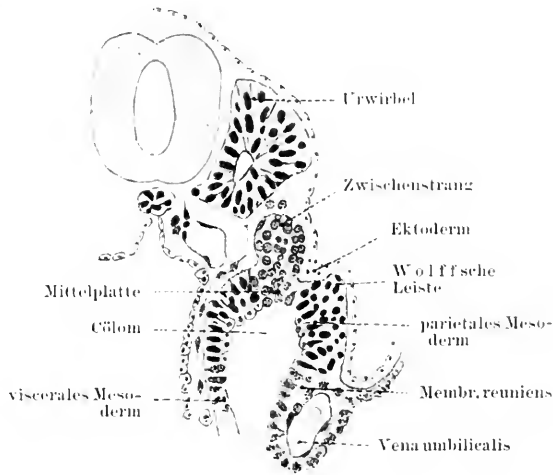 Urwirbel
Zwischenstrang
Ektoderm
Wolffsche
Leiste
Mittelplatte
Cölom
parietales Meso-
derm
viscerales Meso-
derm
Membr. reuniens
Vena umbilicalis